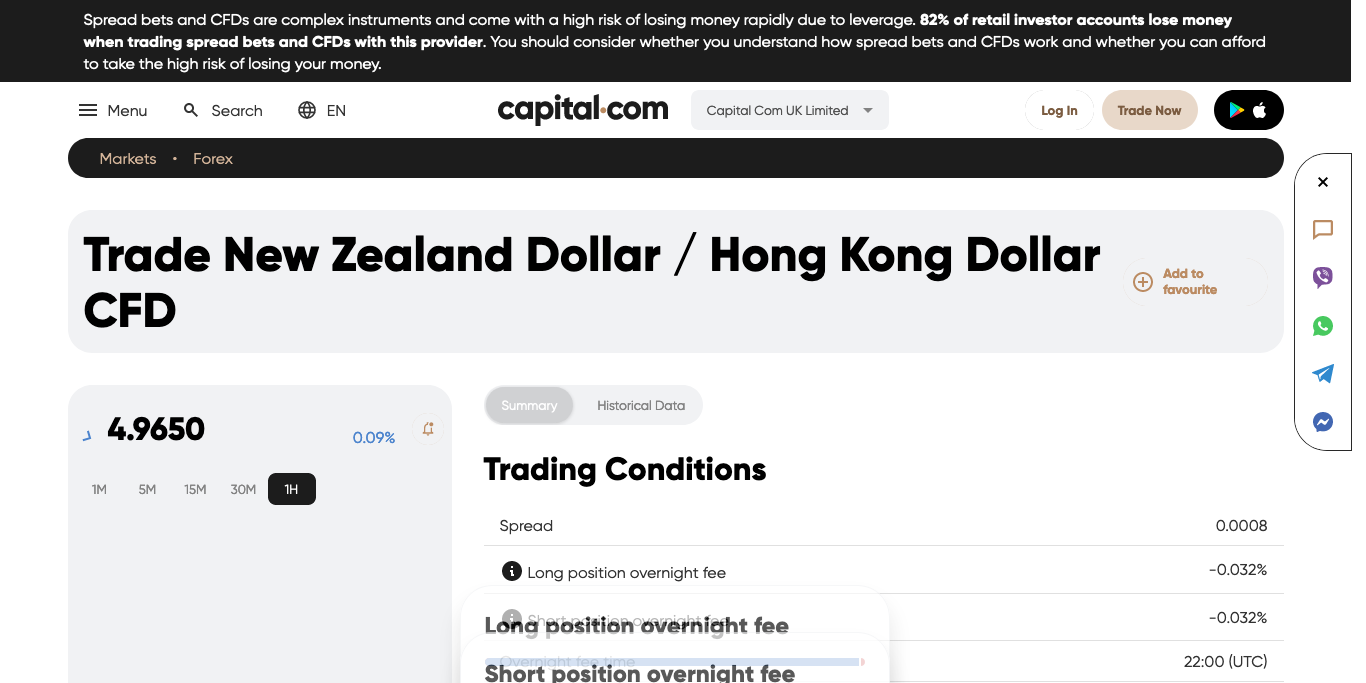 Spread bets and CFDs are complex instruments and come with a high risk of losing money rapidly due to leverage. 82% of retail investor accounts lose money
when trading spread bets and CFDs with this provider. You should consider whether you understand how spread bets and CFDs work and whether you can afford
to take the high risk of losing your money.
Menu
Search
EN
capital.com
Capital Com UK Limited
Log In
Trade Now
Markets • Forex
Trade New Zealand Dollar / Hong Kong Dollar
CFD
Add to
favourite
4.9650
0.09%
1M 5M 15M 30M 1H
Summary
Historical Data
Trading Conditions
Spread 0.0008
Long position overnight fee -0.032%
Short position overnight fee -0.032%
Long position overnight fee
Overnight fee time 22:00 (UTC)
Short position overnight fee